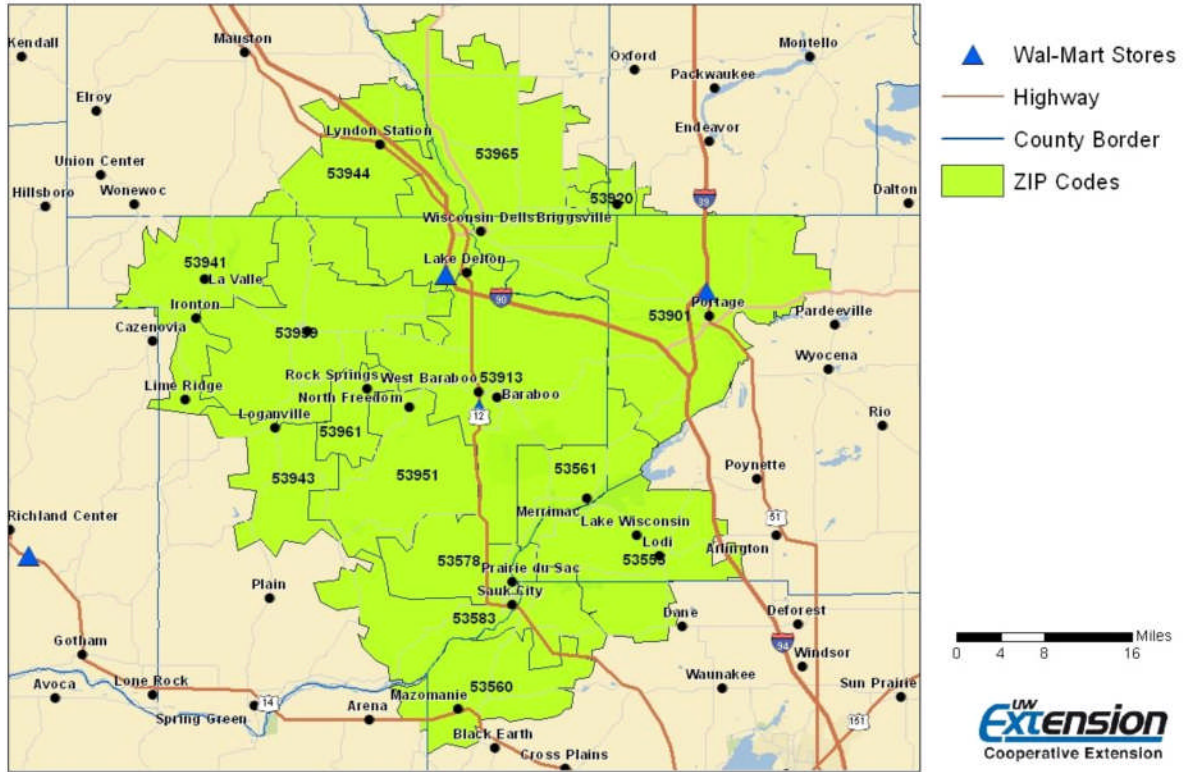 Kendall
Mauston
Oxford
Montello
Packwaukee
Elroy
Endeavor
Lyndon Station
Union Center
53965
53944
Hillsboro
Wonewoc
53920
39
Dalton
Wisconsin Dells
Briggsville
53941
Lake Delton
La Valle
90
Ironton
53901
Portage
Pardeeville
Cazenovia
53959
Wyocena
Rock Springs
West Baraboo
53913
Lime Ridge
North Freedom
Baraboo
Rio
Loganville
12
53961
53943
53951
53561
Poynette
Richland Center
Merrimac
Lake Wisconsin
51
Lodi
Arlington
53578
53555
Prairie du Sac
Plain
Sauk City
53583
Dane
Deforest
Gotham
94
Windsor
Avoca
Lone Rock
53560
Waunakee
Sun Prairie
14
Mazomanie
Spring Green
Arena
151
Black Earth
Cross Plains
Wal-Mart Stores
Highway
County Border
ZIP Codes
Miles
0 4 8 16
UW
Extension
Cooperative Extension